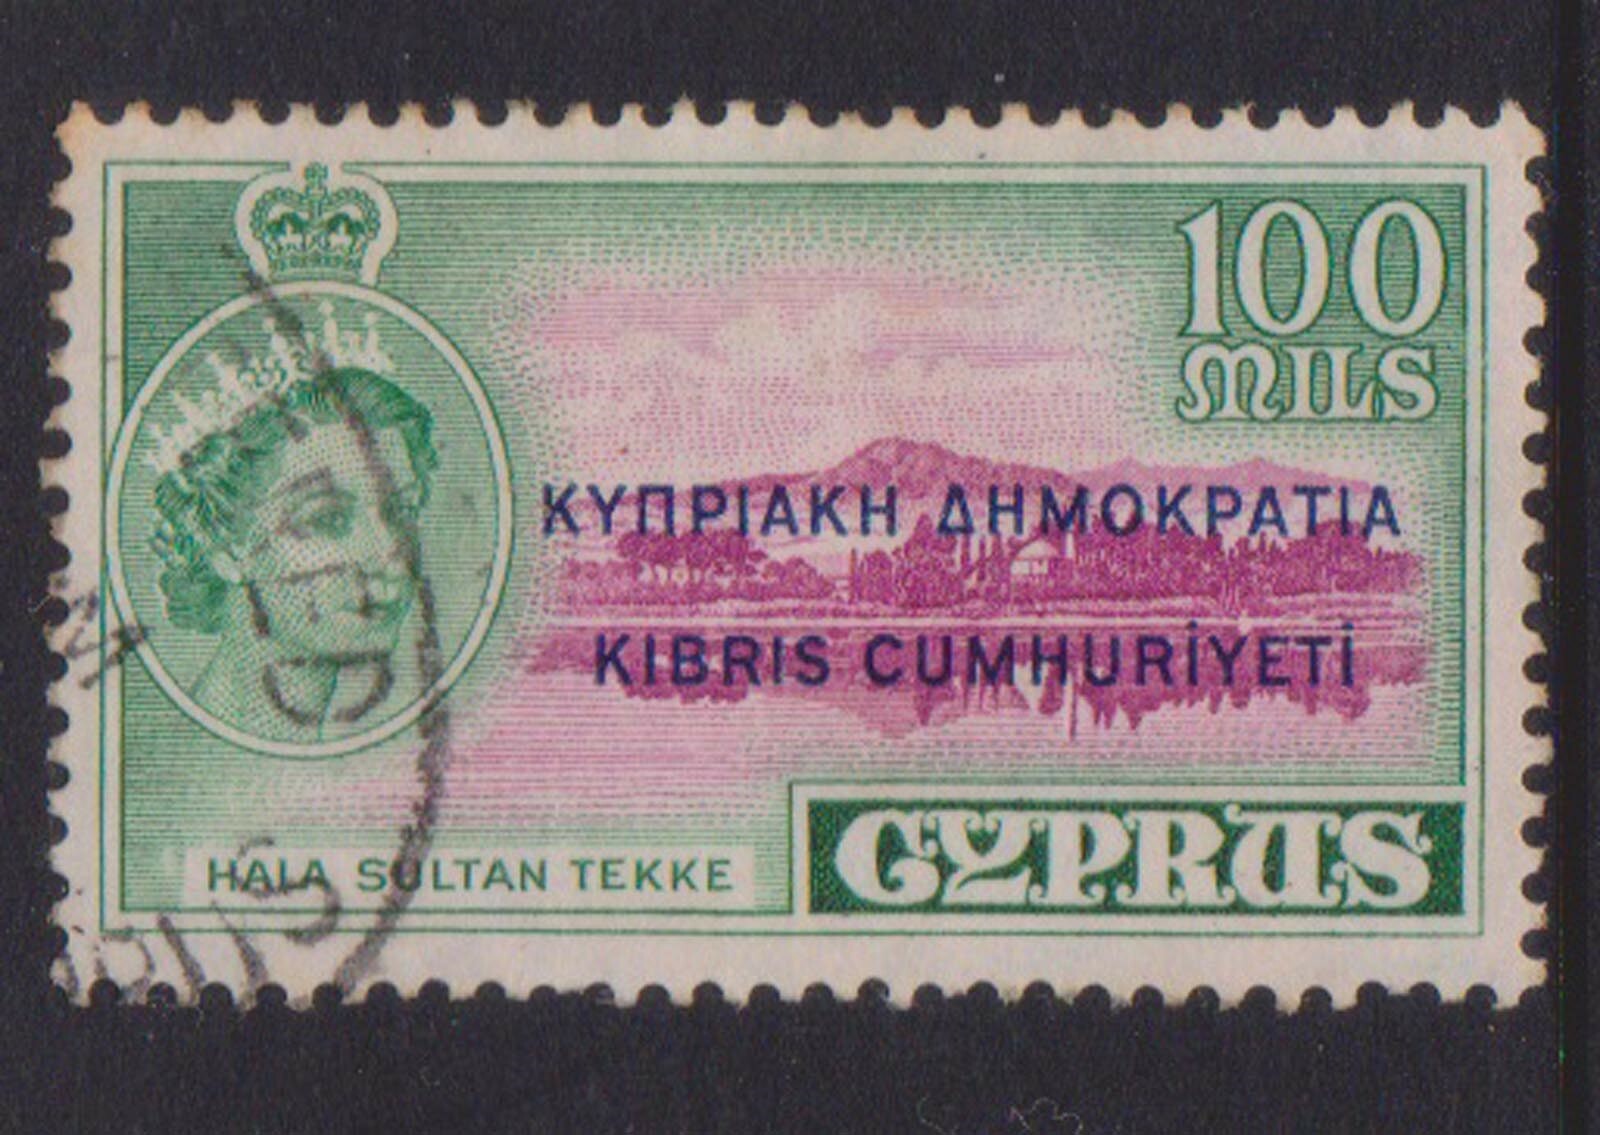 100
MILS
ΚΥΠΡΙΑΚΗ ΔΗΜΟΚΡΑΤΙΑ
KIBRIS CUMHURİYETİ
HALA SULTAN TEKKE
CYPRUS